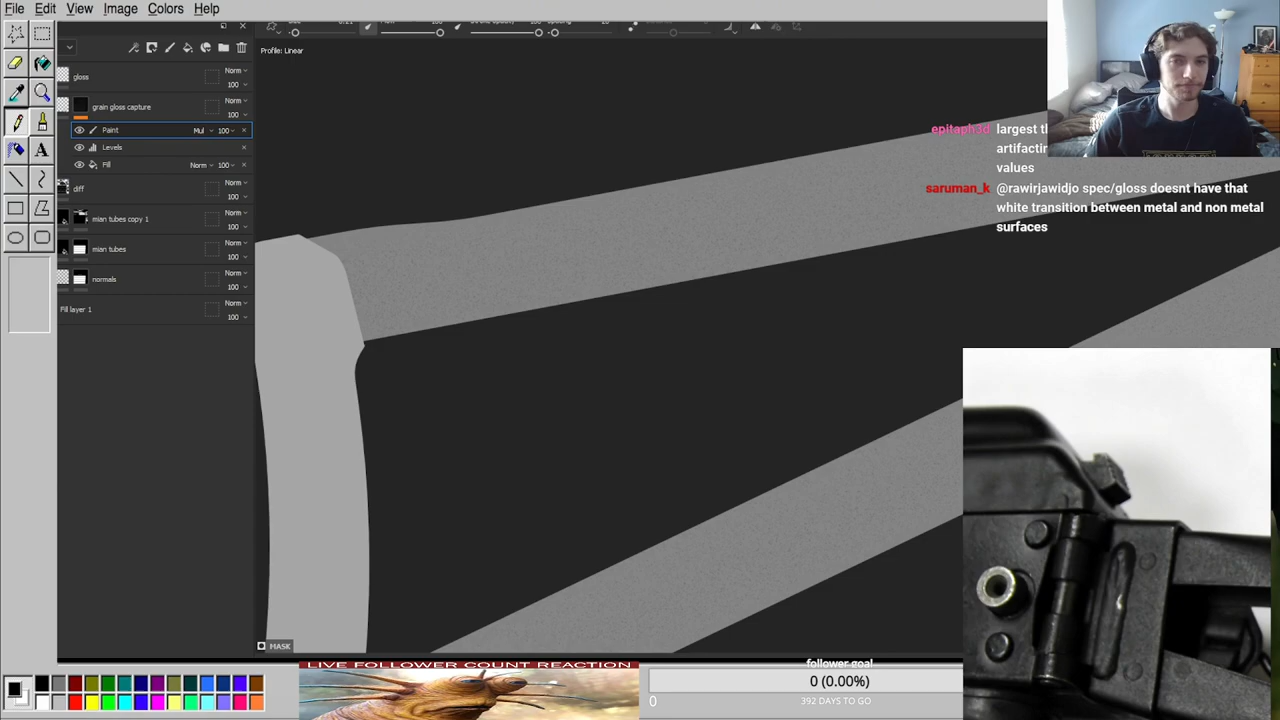 File Edit View Image Colors Help
Profile: Linear
gloss
Norm
100
grain gloss capture
Norm
100
Paint Mul 100
Levels
Fill Norm 100
diff
Norm
100
mian tubes copy 1
Norm
100
mian tubes
Norm
100
normals
Norm
100
Fill layer 1
Norm
100
MASK
epitaph3d largest
artifactin
values
saruman_k @rawirjawidjo spec/gloss doesnt have that
white transition between metal and non metal
surfaces
LIVE FOLLOWER COUNT REACTION
follower goal
0 (0.00%)
0
392 DAYS TO GO